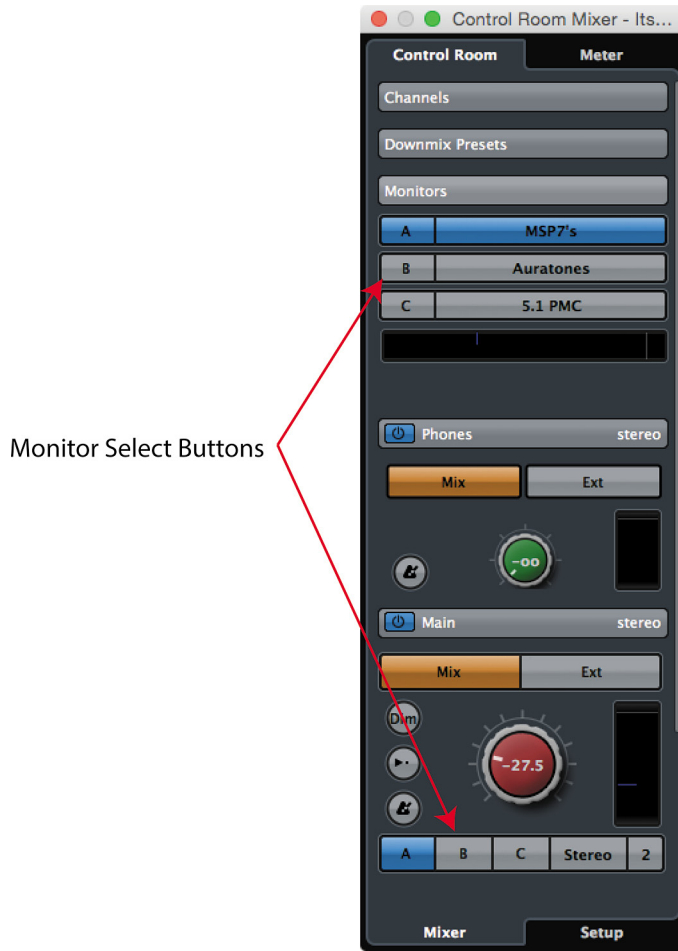 Control Room Mixer - Its...
Control Room Meter
Channels
Downmix Presets
Monitors
A MSP7's
B Auratones
C 5.1 PMC
Monitor Select Buttons
Phones stereo
Mix Ext
-oo
Main stereo
Mix Ext
Dim
-27.5
A B C Stereo 2
Mixer Setup